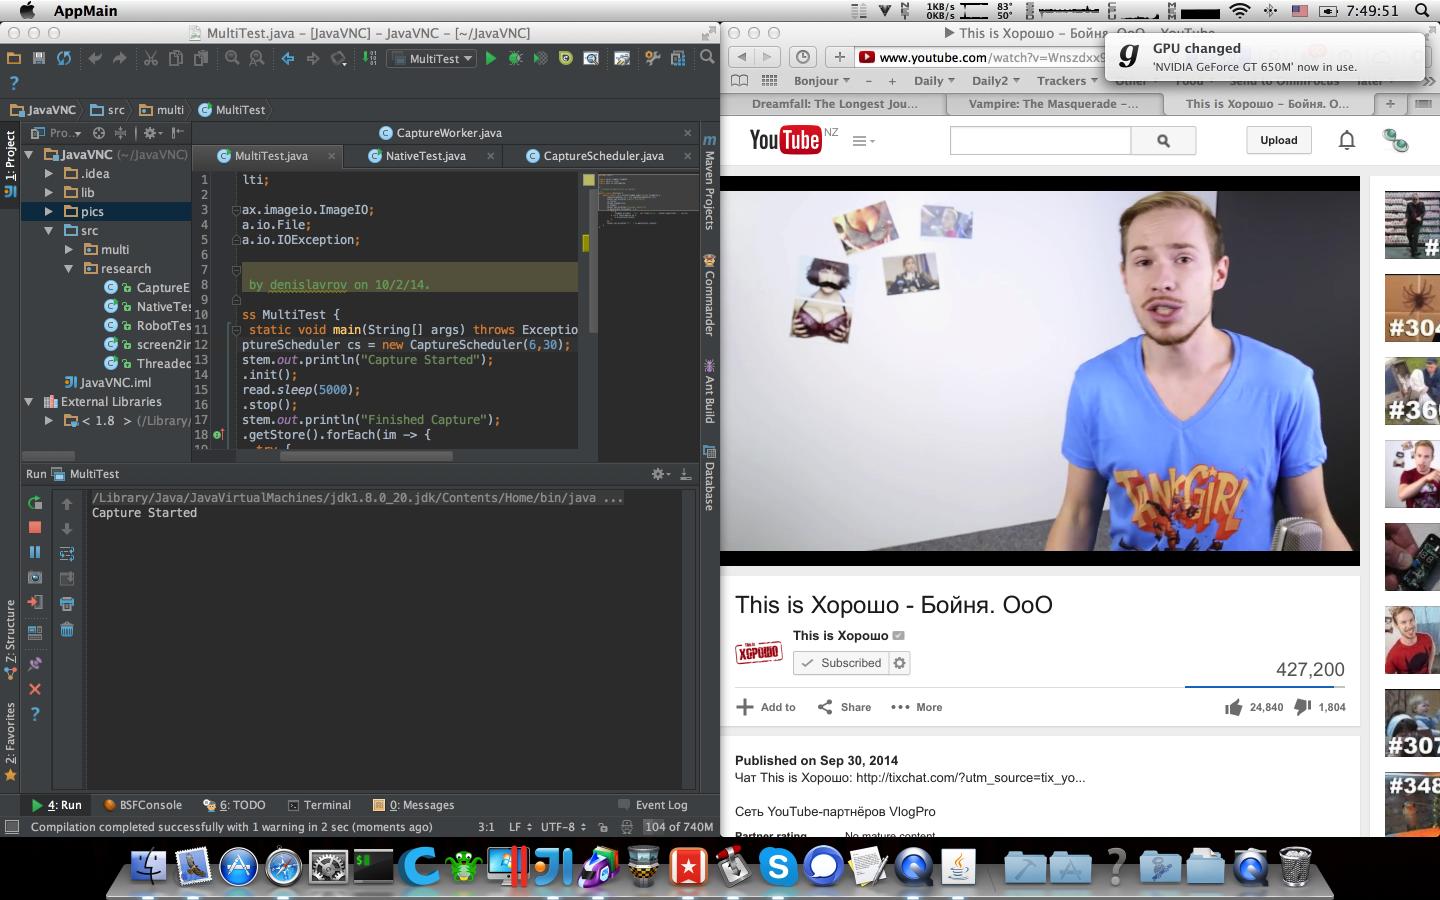 AppMain
1KB/s
0KB/s
83°
50°
7:49:51
MultiTest.java – [JavaVNC] – JavaVNC – [~/JavaVNC]
MultiTest
JavaVNC
src
multi
MultiTest
1: Project
Pro...
JavaVNC (~/JavaVNC)
.idea
lib
pics
src
multi
research
CaptureE
NativeTes
RobotTes
screen2in
Threaded
JavaVNC.iml
External Libraries
< 1.8 > (/Library/
CaptureWorker.java
MultiTest.java
NativeTest.java
CaptureScheduler.java
1 lti;
2
3 ax.imageio.ImageIO;
4 a.io.File;
5 a.io.IOException;
6
7
8 by denislavrov on 10/2/14.
9
10 ss MultiTest {
11 static void main(String[] args) throws Exceptio
12 ptureScheduler cs = new CaptureScheduler(6,30);
13 stem.out.println("Capture Started");
14 .init();
15 read.sleep(5000);
16 .stop();
17 stem.out.println("Finished Capture");
18 .getStore().forEach(im -> {
19 try {
Maven Projects
Commander
Ant Build
Database
Run MultiTest
/Library/Java/JavaVirtualMachines/jdk1.8.0_20.jdk/Contents/Home/bin/java ...
Capture Started
Z: Structure
2: Favorites
4: Run
BSFConsole
6: TODO
Terminal
0: Messages
Event Log
Compilation completed successfully with 1 warning in 2 sec (moments ago)
3:1
LF
UTF-8
104 of 740M
This is Хорошо - Бойня. ОоО – YouTube
www.youtube.com/watch?v=Wnszdxx9
GPU changed
'NVIDIA GeForce GT 650M' now in use.
Bonjour
Daily
Daily2
Trackers
Other
Food
Send to OmniFocus
later
Dreamfall: The Longest Jou...
Vampire: The Masquerade –...
This is Хорошо – Бойня. О...
YouTube NZ
Upload
TANK GIRL
#
#304
#36
#307
#348
This is Хорошо - Бойня. ОоО
This is ХОРОШО
This is Хорошо
Subscribed
427,200
Add to
Share
More
24,840
1,804
Published on Sep 30, 2014
Чат This is Хорошо: http://tixchat.com/?utm_source=tix_yo...
Сеть YouTube-партнёров VlogPro
Partner rating No mature content